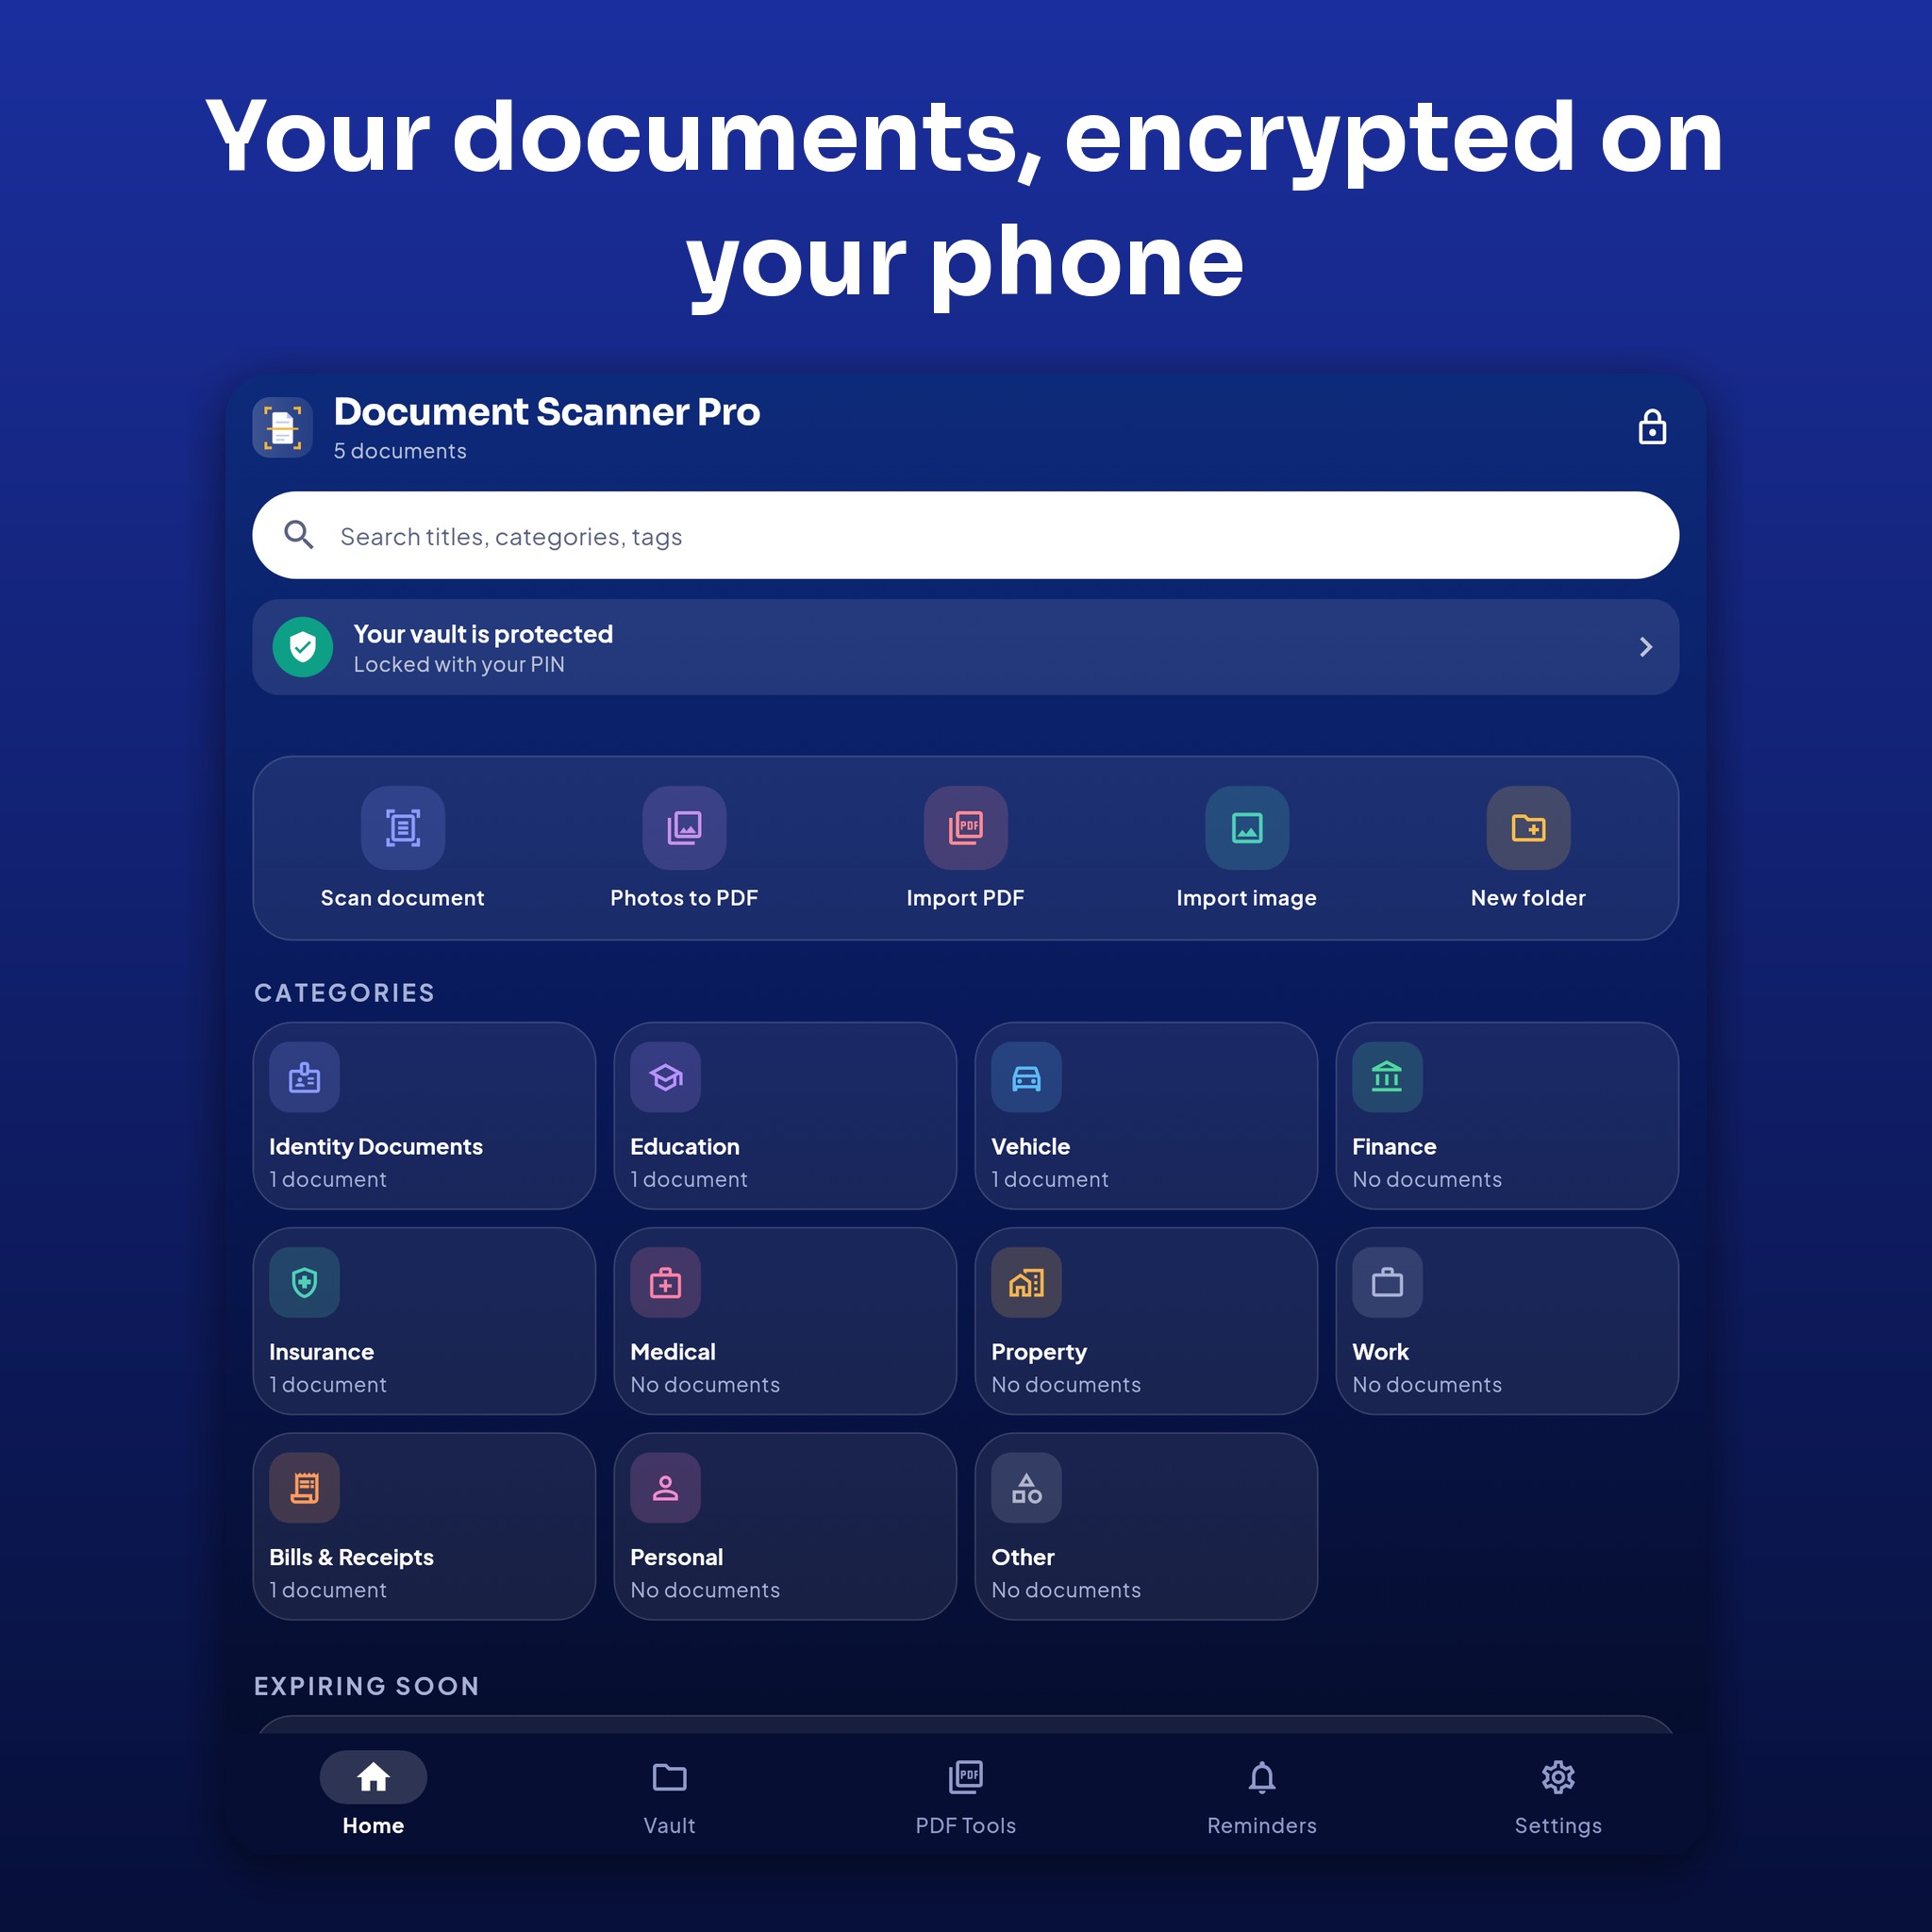 Your documents, encrypted on
your phone
Document Scanner Pro
5 documents
Search titles, categories, tags
Your vault is protected
Locked with your PIN
PDF
Scan document
Photos to PDF
Import PDF
Import image
New folder
CATEGORIES
Identity Documents
1 document
Education
1 document
Vehicle
1 document
Finance
No documents
Insurance
1 document
Medical
No documents
Property
No documents
Work
No documents
Bills & Receipts
1 document
Personal
No documents
Other
No documents
EXPIRING SOON
PDF
Home
Vault
PDF Tools
Reminders
Settings